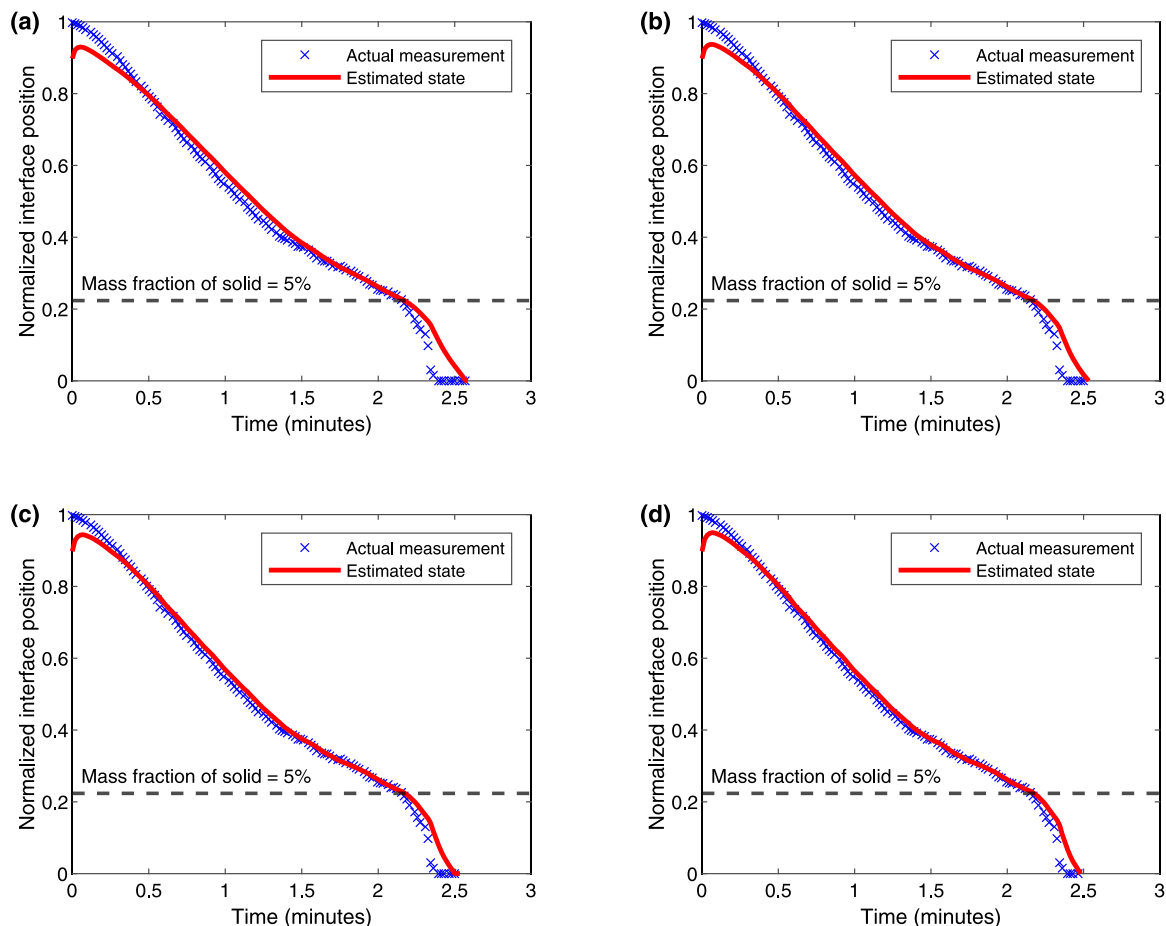 (a)
Normalized interface position
1
0.8
0.6
0.4
0.2
0
Actual measurement
Estimated state
Mass fraction of solid = 5%
0 0.5 1 1.5 2 2.5 3
Time (minutes)
(b)
Normalized interface position
1
0.8
0.6
0.4
0.2
0
Actual measurement
Estimated state
Mass fraction of solid = 5%
0 0.5 1 1.5 2 2.5 3
Time (minutes)
(c)
Normalized interface position
1
0.8
0.6
0.4
0.2
0
Actual measurement
Estimated state
Mass fraction of solid = 5%
0 0.5 1 1.5 2 2.5 3
Time (minutes)
(d)
Normalized interface position
1
0.8
0.6
0.4
0.2
0
Actual measurement
Estimated state
Mass fraction of solid = 5%
0 0.5 1 1.5 2 2.5 3
Time (minutes)